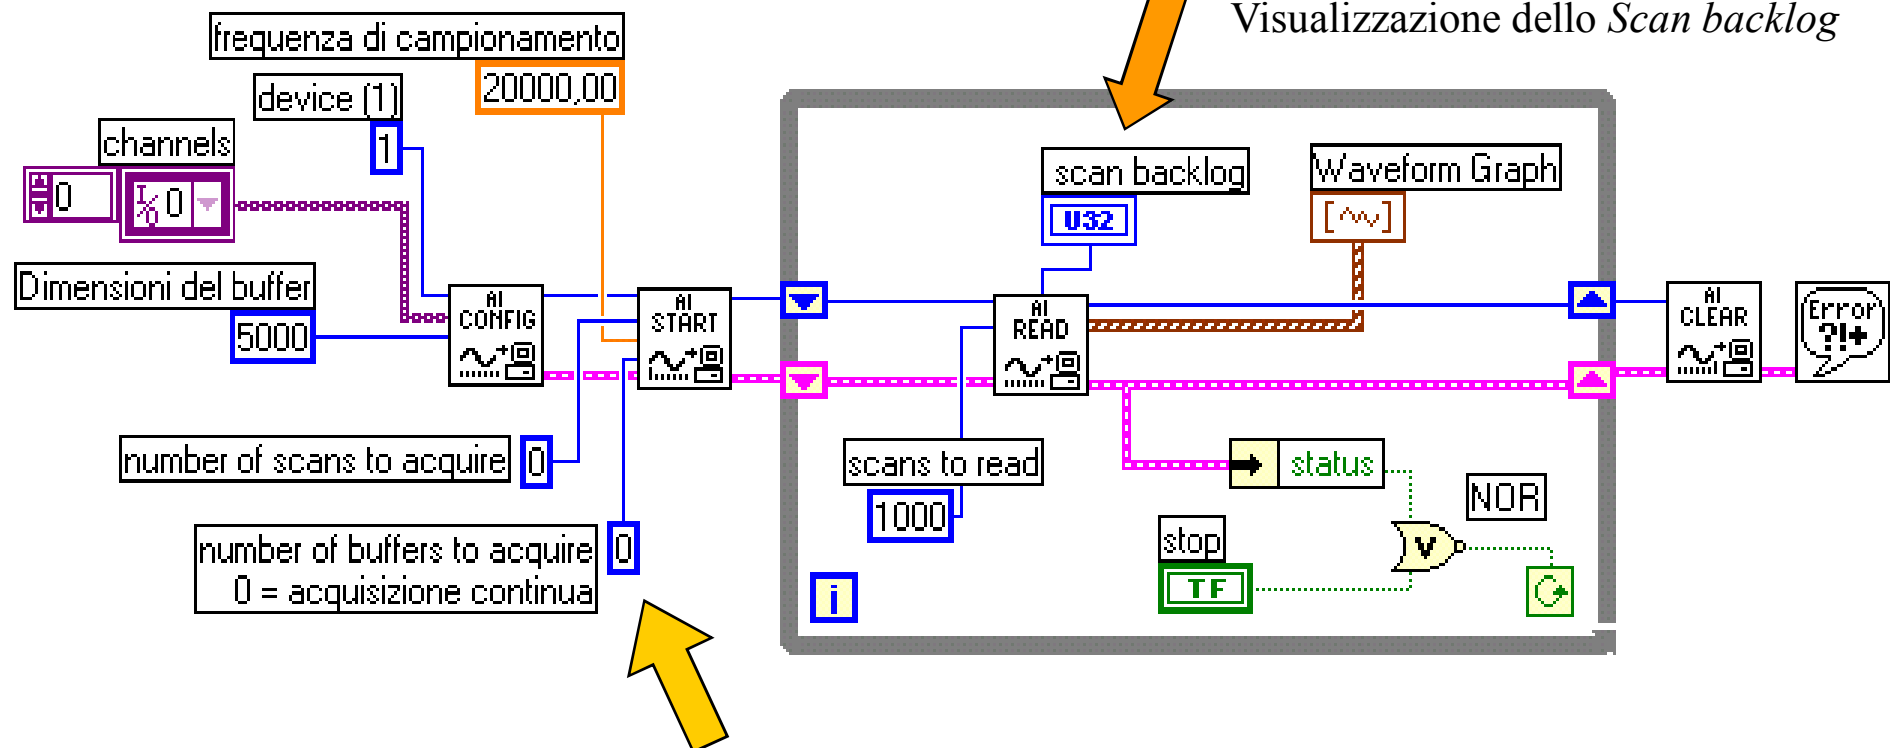 Visualizzazione dello Scan backlog
frequenza di campionamento
20000,00
device (1)
1
channels
0
I/O 0
Dimensioni del buffer
5000
AI
CONFIG
AI
START
number of scans to acquire
0
number of buffers to acquire
0 = acquisizione continua
0
scan backlog
U32
Waveform Graph
AI
READ
scans to read
1000
status
NOR
stop
TF
V
i
AI
CLEAR
Error
?!+